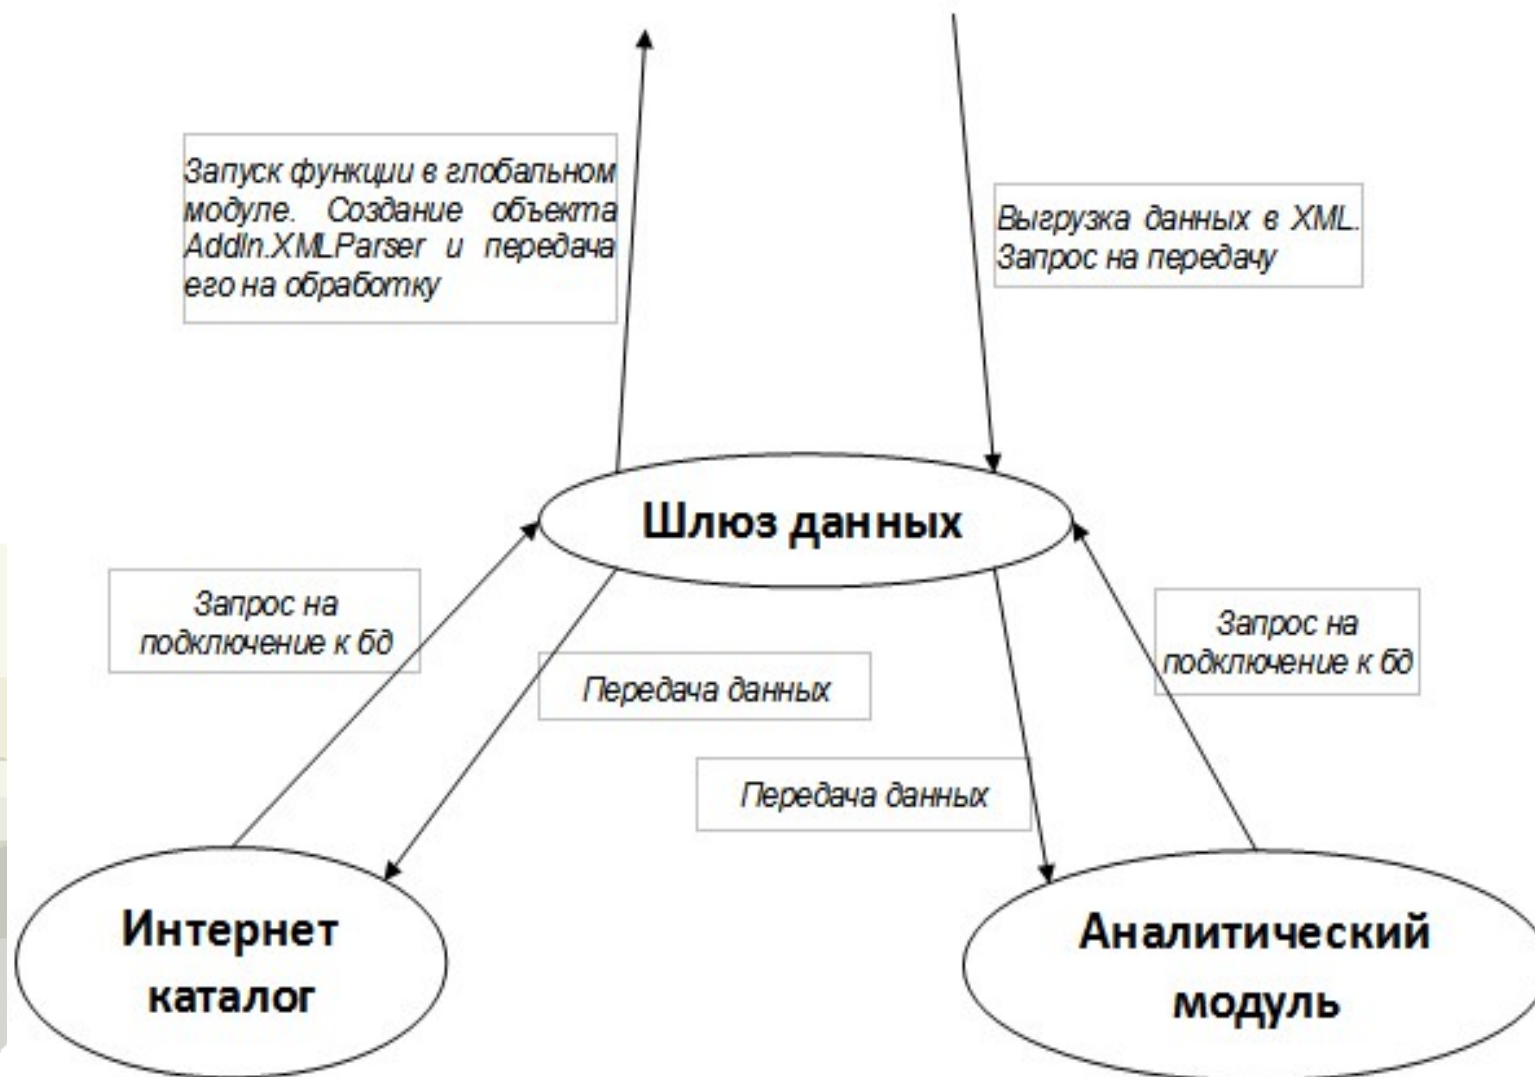 Запуск функции в глобальном
модуле. Создание объекта
AddIn.XMLParser и передача
его на обработку
Выгрузка данных в XML.
Запрос на передачу
Шлюз данных
Запрос на
подключение к бд
Передача данных
Запрос на
подключение к бд
Передача данных
Интернет
каталог
Аналитический
модуль